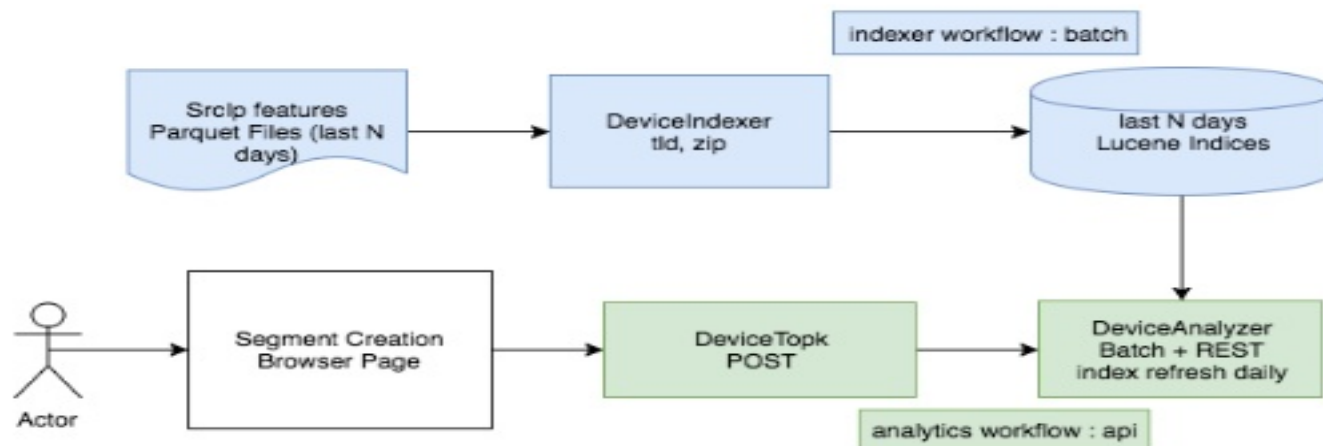 indexer workflow : batch
SrcIp features
Parquet Files (last N
days)
DeviceIndexer
tld, zip
last N days
Lucene Indices
Segment Creation
Browser Page
DeviceTopk
POST
DeviceAnalyzer
Batch + REST
index refresh daily
Actor
analytics workflow : api